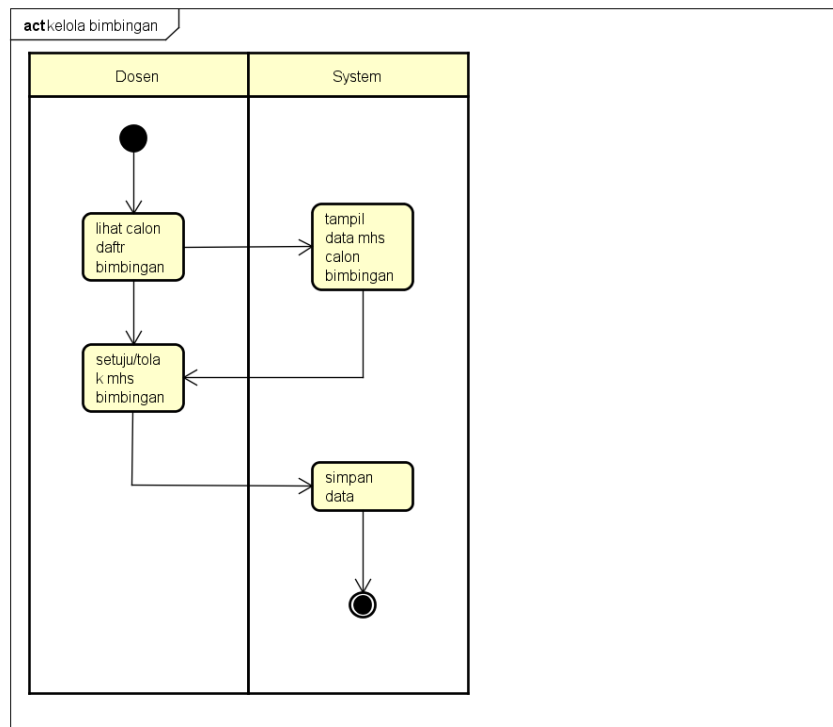 act kelola bimbingan
Dosen
System
lihat calon
daftr
bimbingan
tampil
data mhs
calon
bimbingan
setuju/tola
k mhs
bimbingan
simpan
data